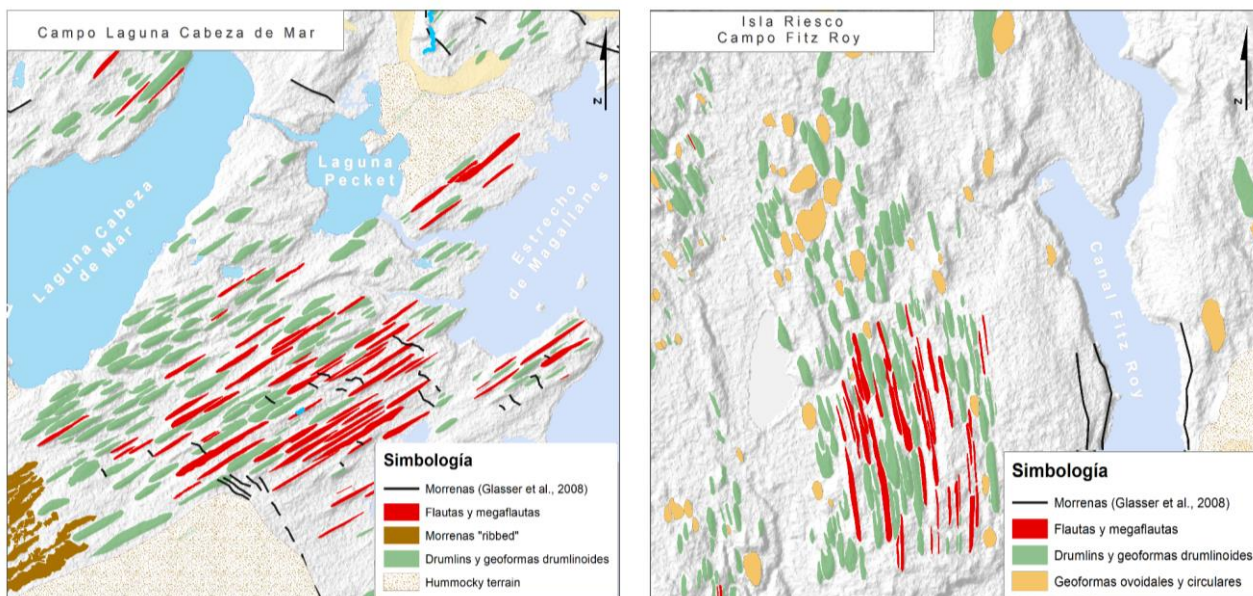 Campo Laguna Cabeza de Mar
N
Laguna
Pecket
Laguna Cabeza
de Mar
Estrecho
de Magallanes
Simbología
Morrenas (Glasser et al., 2008)
Flautas y megaflautas
Morrenas "ribbed"
Drumlins y geoformas drumlinoides
Hummocky terrain
Isla Riesco
Campo Fitz Roy
N
Canal Fitz Roy
Simbología
Morrenas (Glasser et al., 2008)
Flautas y megaflautas
Drumlins y geoformas drumlinoides
Geoformas ovoidales y circulares